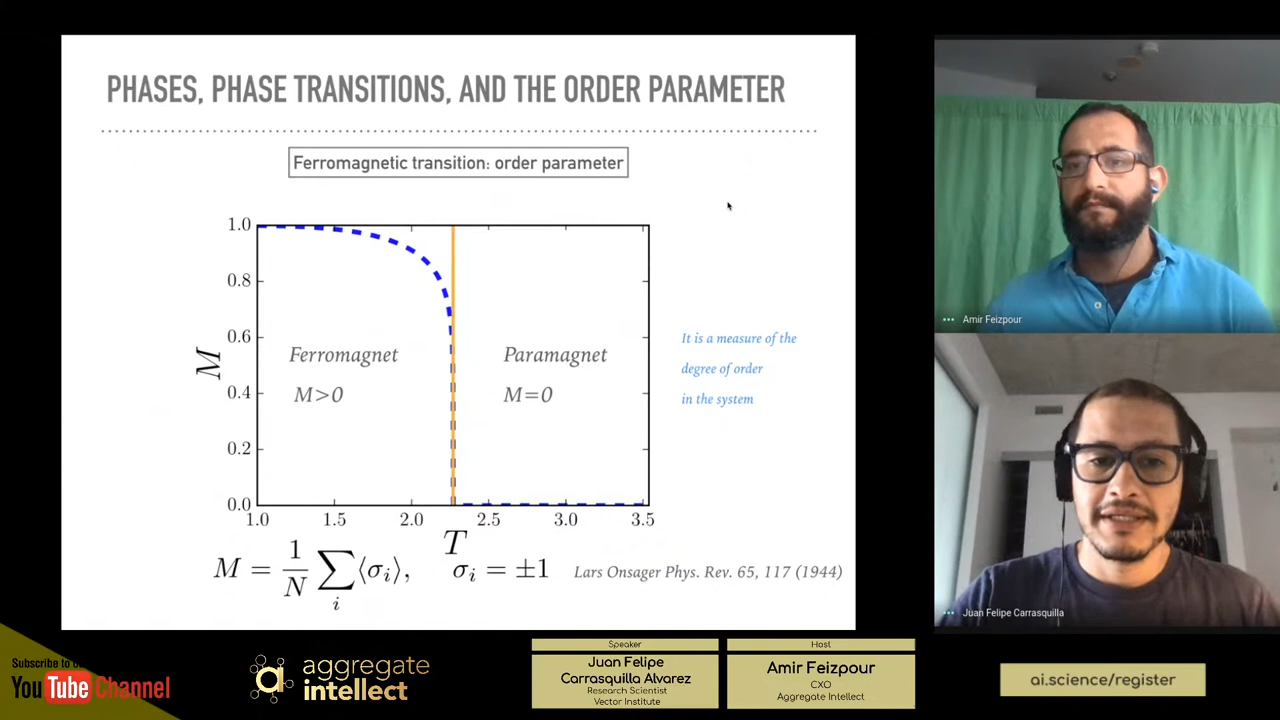 PHASES, PHASE TRANSITIONS, AND THE ORDER PARAMETER
Ferromagnetic transition: order parameter
1.0
0.8
0.6
0.4
0.2
0.0
M
Ferromagnet
M>0
Paramagnet
M=0
It is a measure of the
degree of order
in the system
1.0 1.5 2.0 2.5 3.0 3.5
T
M = 1/N ∑i ⟨σi⟩, σi = ±1
Lars Onsager Phys. Rev. 65, 117 (1944)
Amir Feizpour
Juan Felipe Carrasquilla
Subscribe to
YouTube Channel
aggregate
intellect
Speaker
Juan Felipe
Carrasquilla Alvarez
Research Scientist
Vector Institute
Host
Amir Feizpour
CXO
Aggregate Intellect
ai.science/register